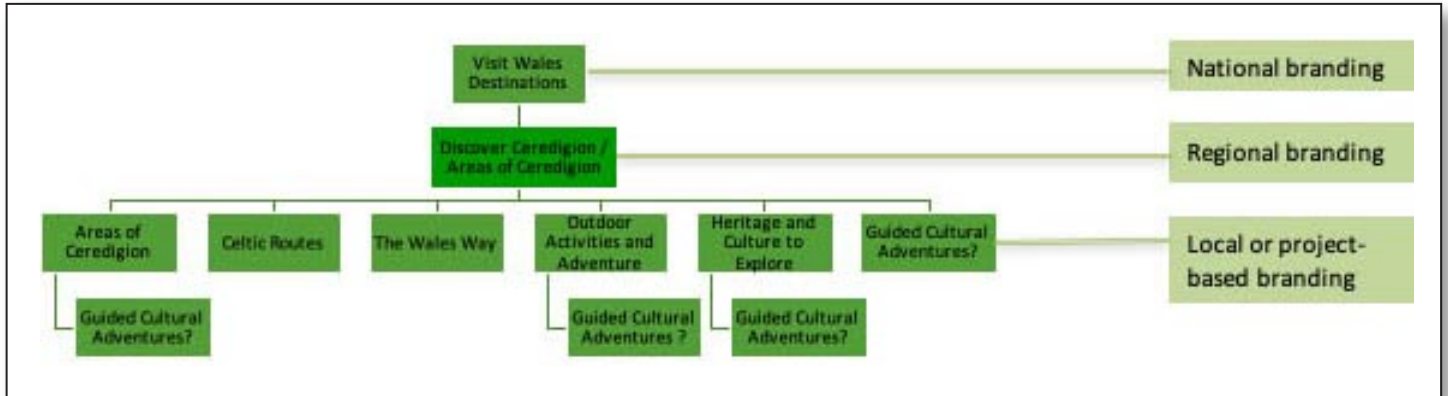 Visit Wales
Destinations
National branding
Discover Ceredigion /
Areas of Ceredigion
Regional branding
Areas of
Ceredigion
Celtic Routes
The Wales Way
Outdoor
Activities and
Adventure
Heritage and
Culture to
Explore
Guided Cultural
Adventures?
Local or project-
based branding
Guided Cultural
Adventures?
Guided Cultural
Adventures ?
Guided Cultural
Adventures?